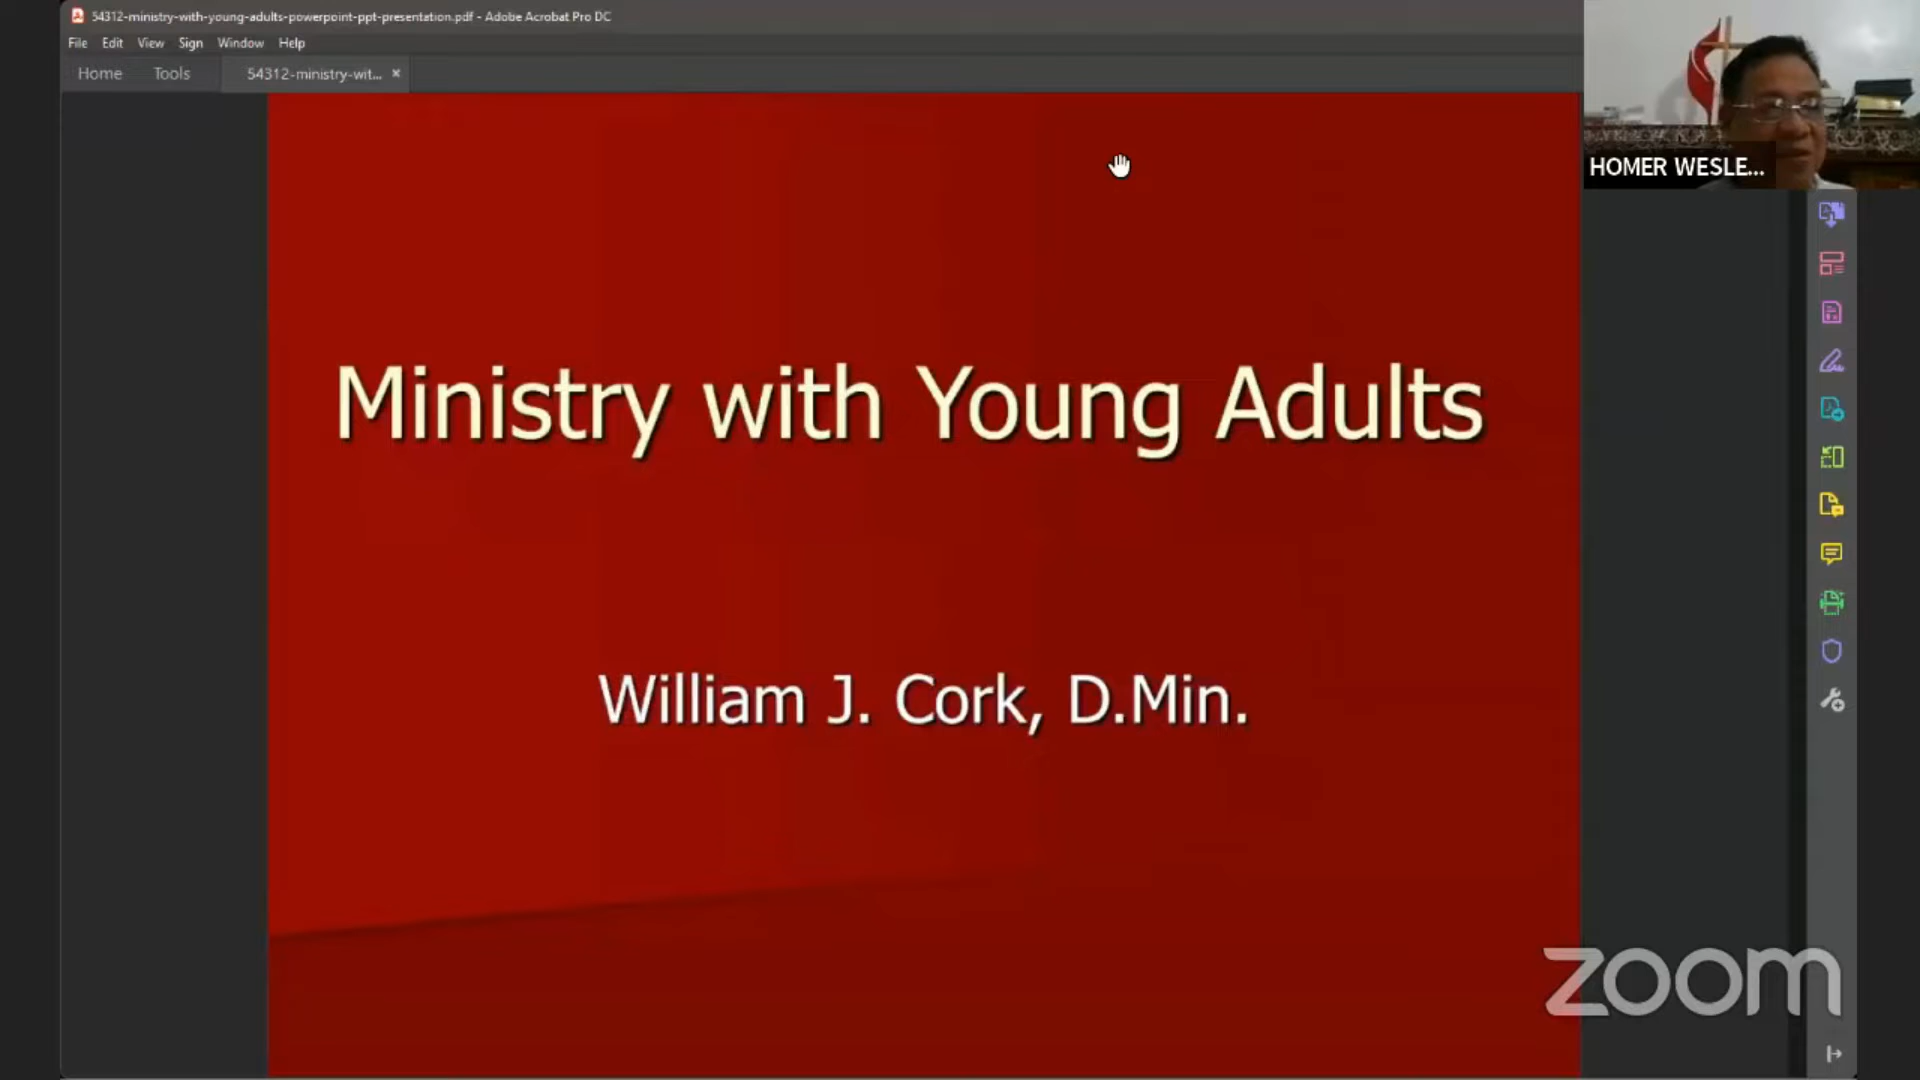 54312-ministry-with-young-adults-powerpoint-ppt-presentation.pdf - Adobe Acrobat Pro DC
File Edit View Sign Window Help
Home Tools 54312-ministry-wit... ×
HOMER WESLE...
Ministry with Young Adults
William J. Cork, D.Min.
zoom